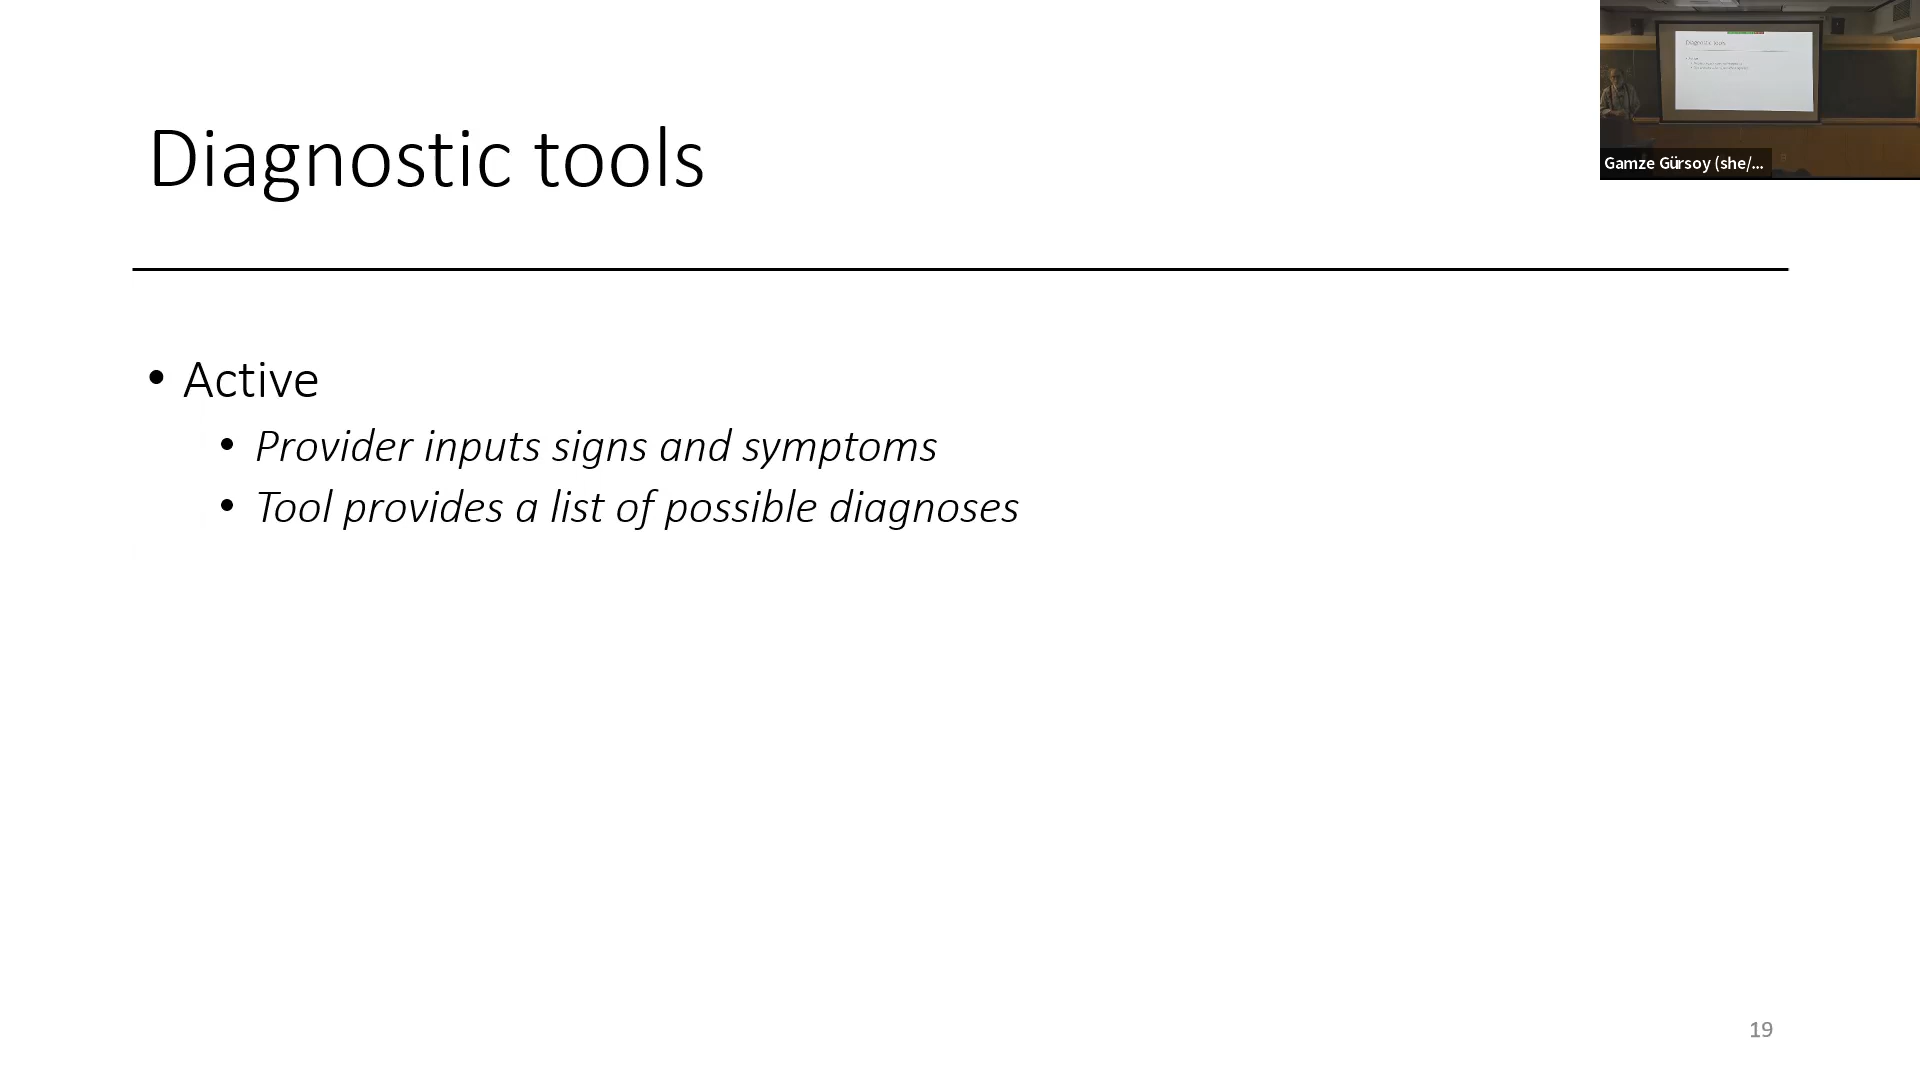 Diagnostic tools
Gamze Gürsoy (she/...
• Active
• Provider inputs signs and symptoms
• Tool provides a list of possible diagnoses
19